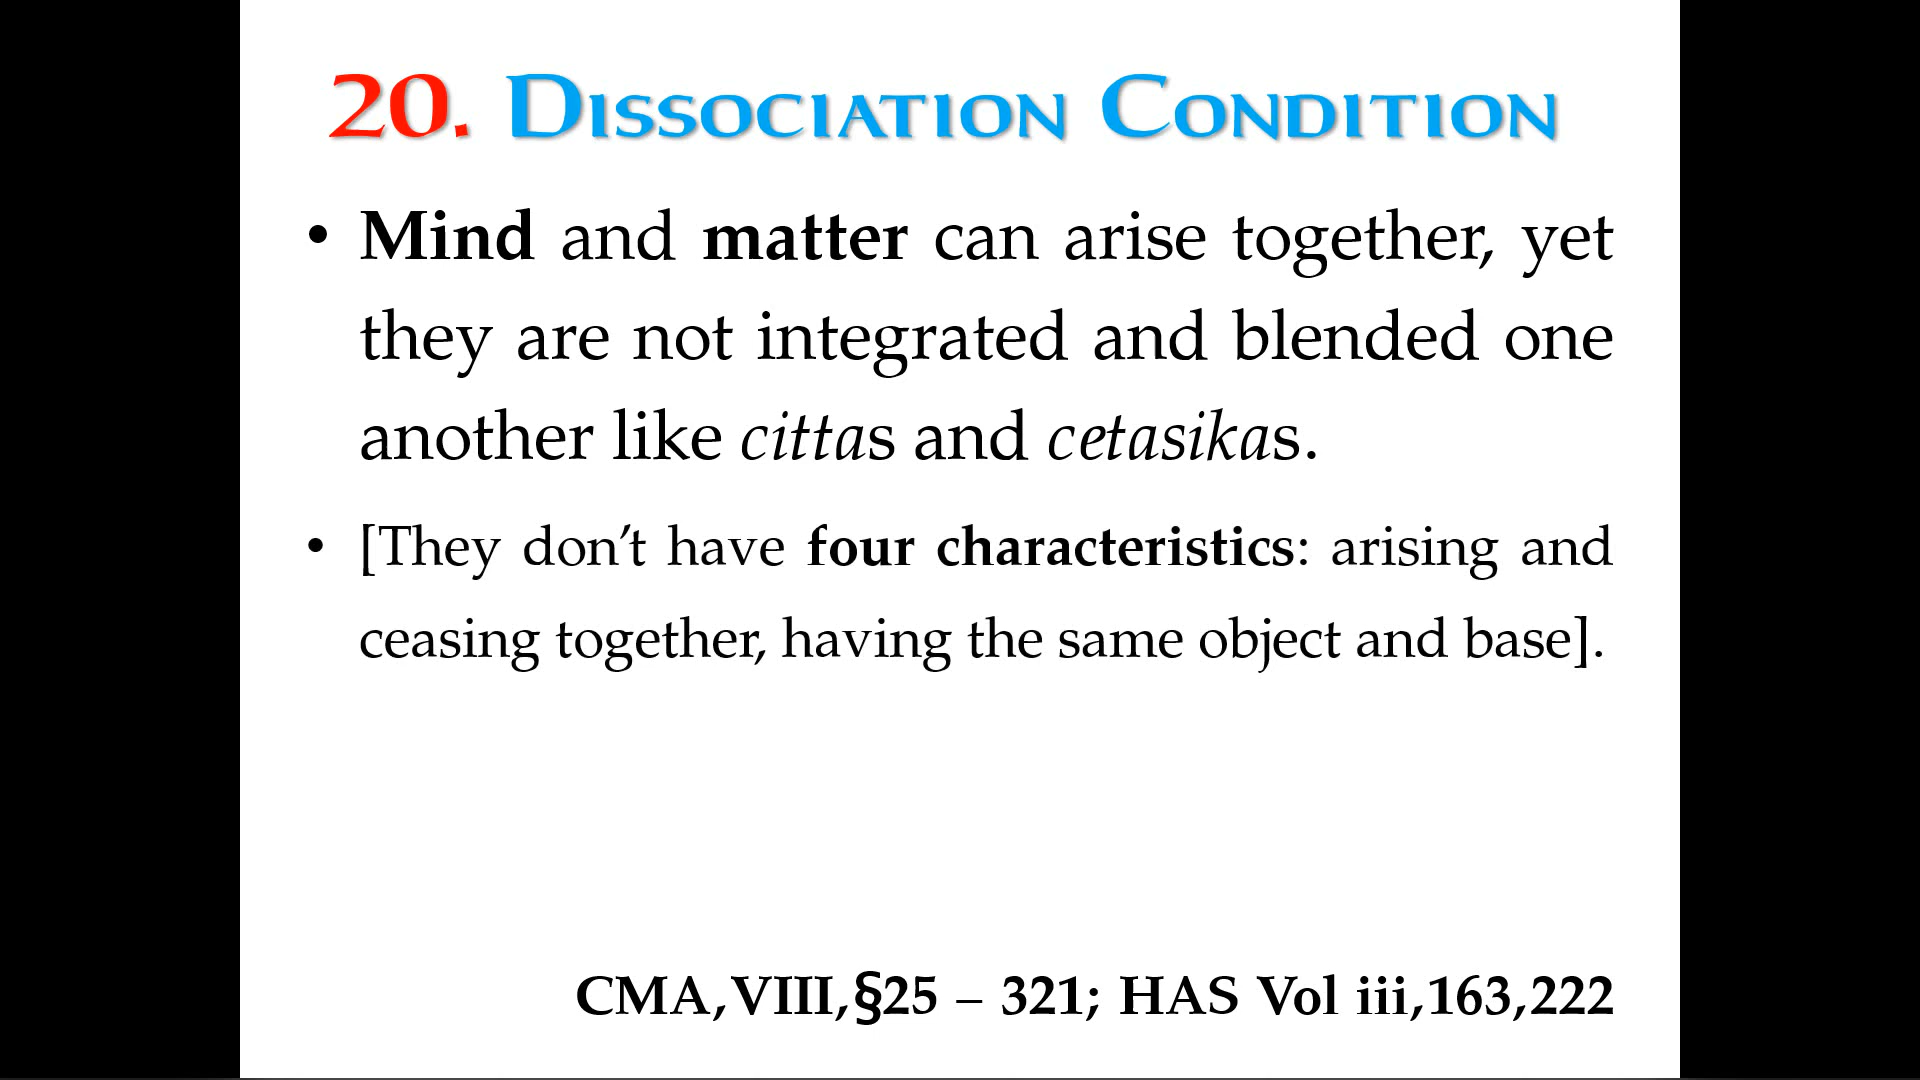 20. Dissociation Condition
• Mind and matter can arise together, yet
they are not integrated and blended one
another like cittas and cetasikas.
• [They don’t have four characteristics: arising and
ceasing together, having the same object and base].
CMA,VIII,§25 – 321; HAS Vol iii,163,222